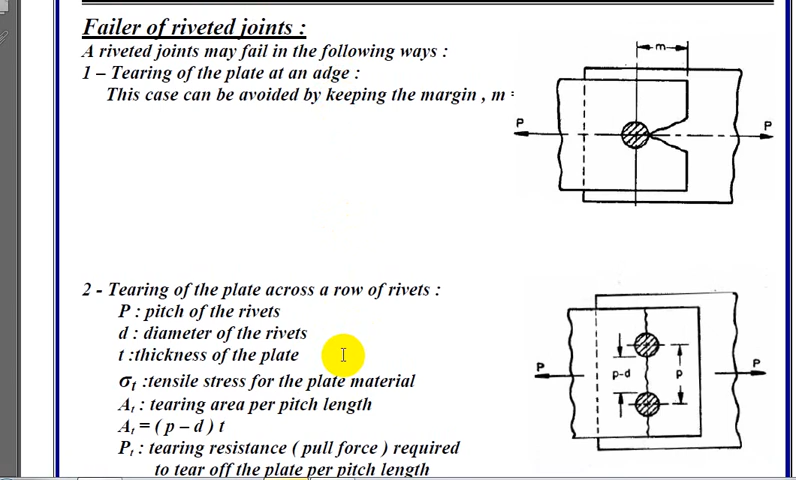 Failer of riveted joints :
A riveted joints may fail in the following ways :
1 – Tearing of the plate at an adge :
This case can be avoided by keeping the margin , m =
m
P
P
2 - Tearing of the plate across a row of rivets :
P : pitch of the rivets
d : diameter of the rivets
t :thickness of the plate
σt :tensile stress for the plate material
At : tearing area per pitch length
At = ( p – d ) t
Pt : tearing resistance ( pull force ) required
to tear off the plate per pitch length
P
p-d
p
P